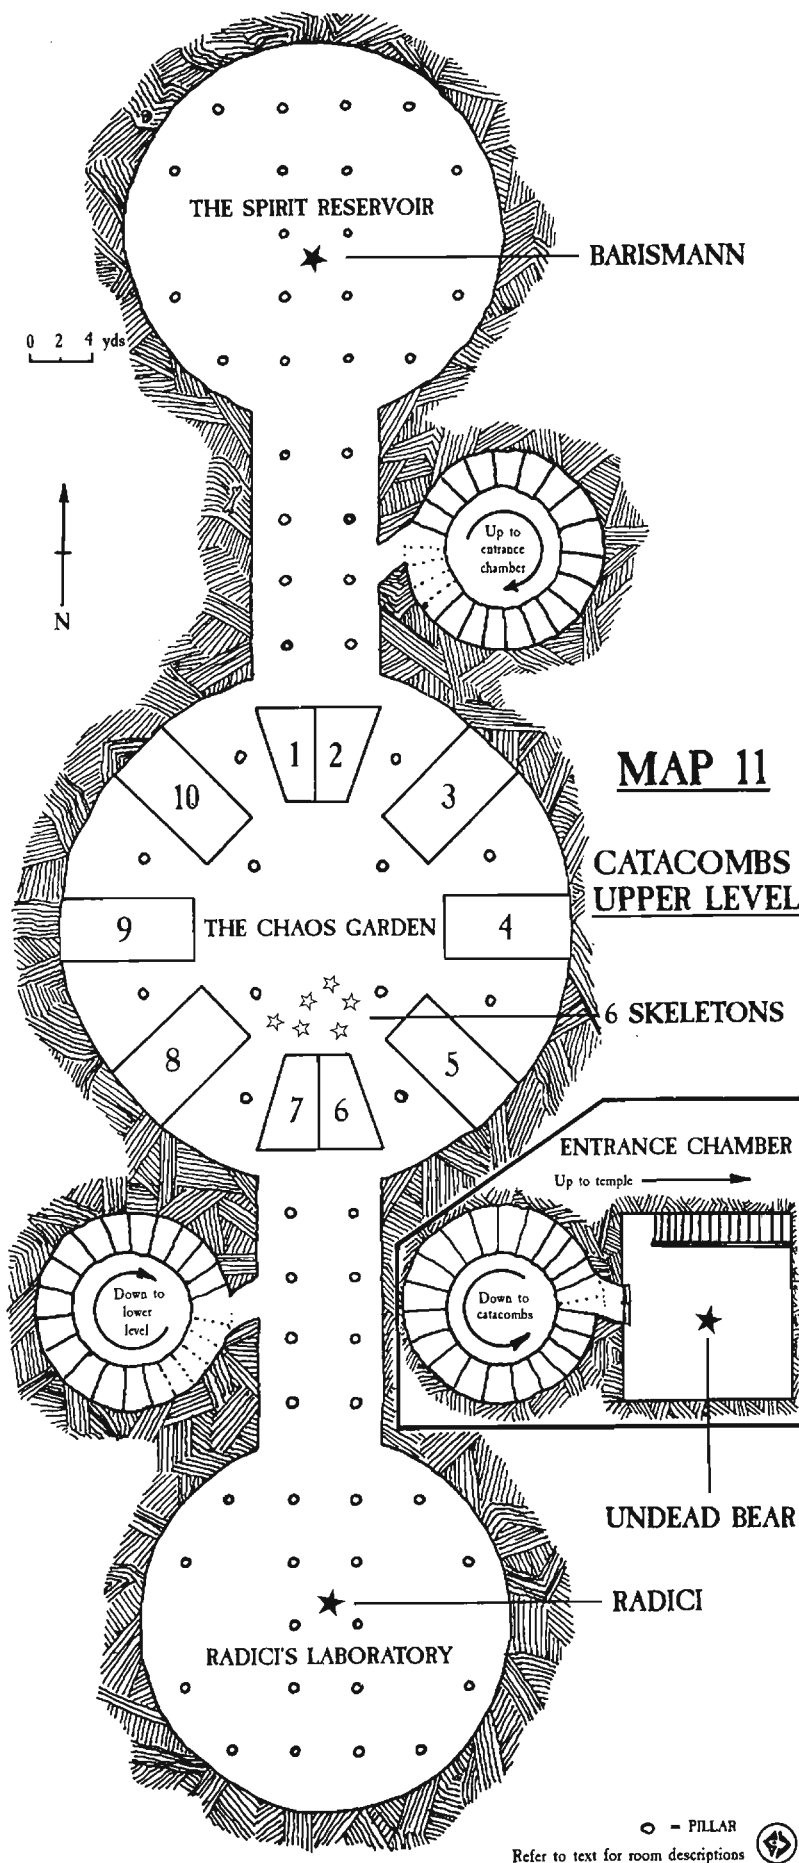 THE SPIRIT RESERVOIR
BARISMANN
0 2 4 yds
Up to
entrance
chamber
N
MAP 11
1 2
10
3
CATACOMBS
UPPER LEVEL
9
THE CHAOS GARDEN
4
6 SKELETONS
8
5
7 6
ENTRANCE CHAMBER
Up to temple
Down to
lower
level
Down to
catacombs
UNDEAD BEAR
RADICI
RADICI'S LABORATORY
= PILLAR
Refer to text for room descriptions